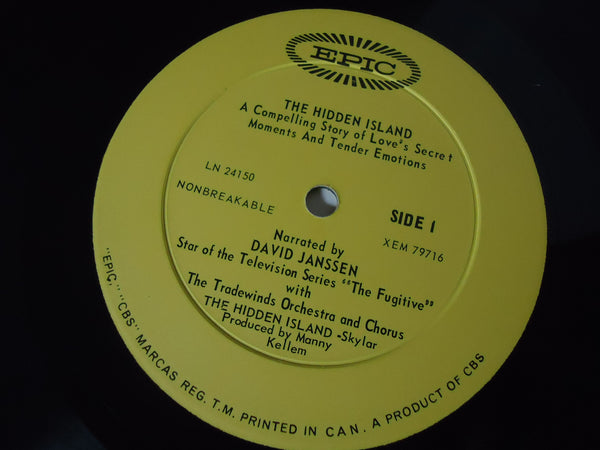 EPIC
THE HIDDEN ISLAND
A Compelling Story of Love's Secret
Moments And Tender Emotions
LN 24150
NONBREAKABLE
SIDE 1
XEM 79716
Narrated by
DAVID JANSSEN
Star of the Television Series ""The Fugitive""
with
The Tradewinds Orchestra and Chorus
THE HIDDEN ISLAND -Skylar
Produced by Manny
Kellem
"EPIC," "CBS" MARCAS REG. T.M. PRINTED IN CAN. A PRODUCT OF CBS